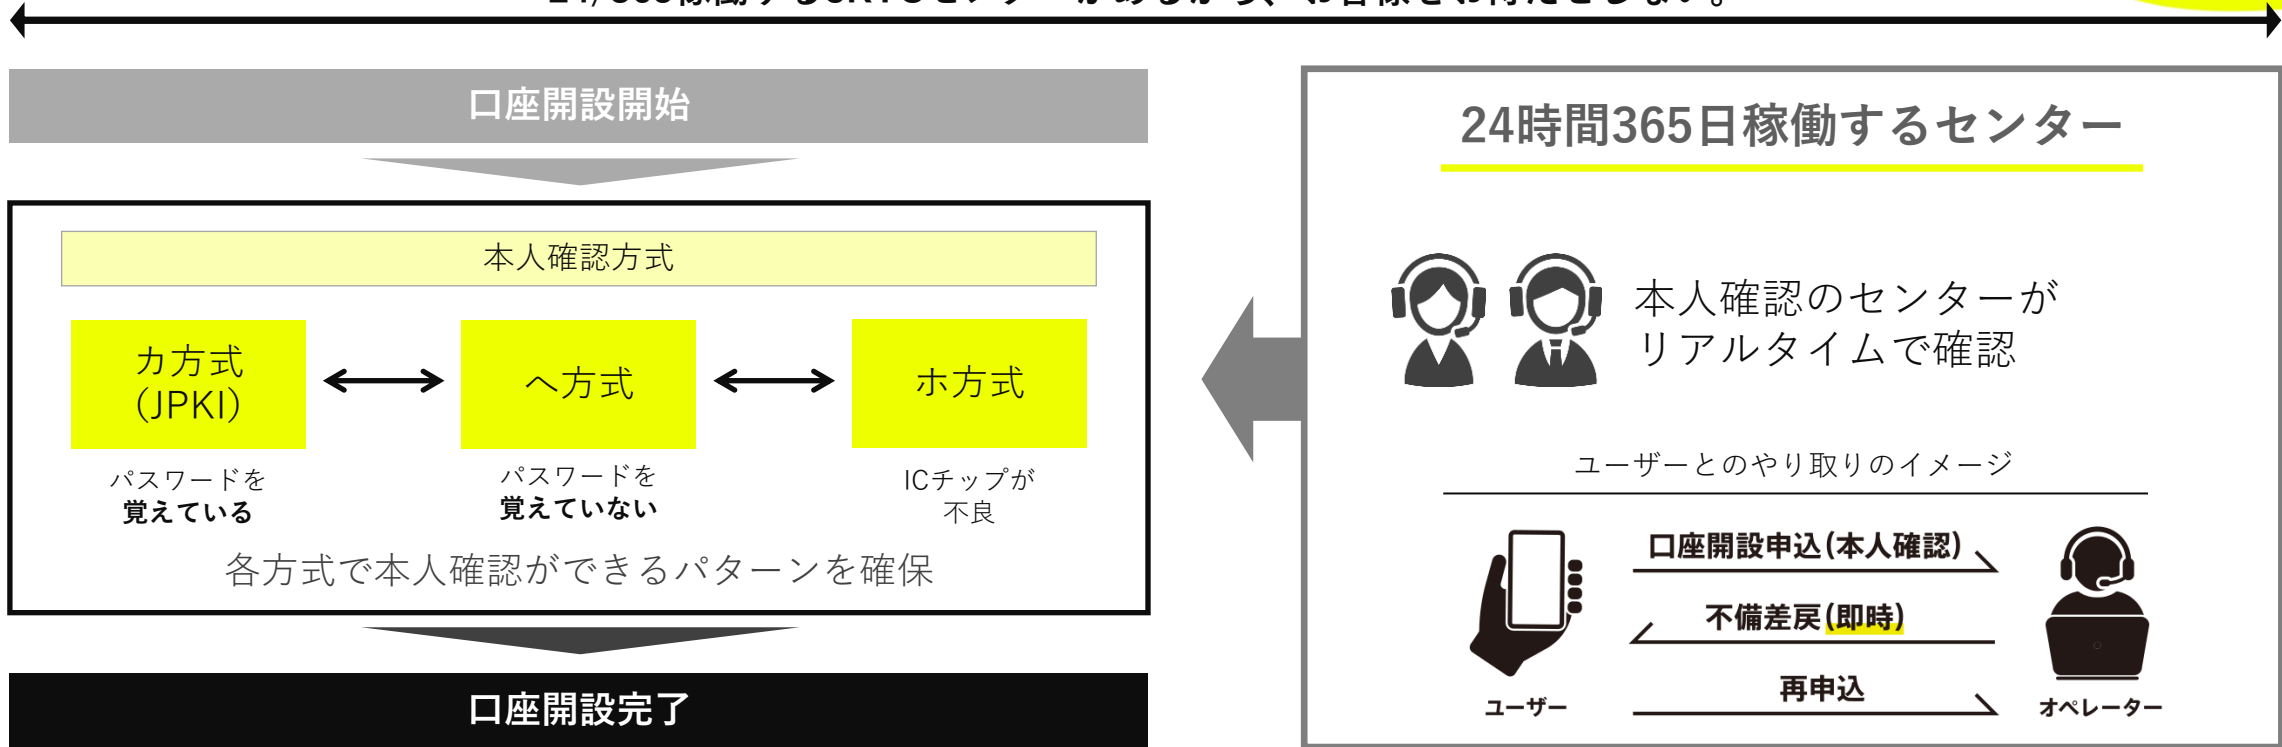 口座開設開始
本人確認方式
カ方式
(JPKI)
へ方式
ホ方式
パスワードを
覚えている
パスワードを
覚えていない
ICチップが
不良
各方式で本人確認ができるパターンを確保
口座開設完了
24時間365日稼働するセンター
本人確認のセンターが
リアルタイムで確認
ユーザーとのやり取りのイメージ
口座開設申込(本人確認)
不備差戻(即時)
再申込
ユーザー
オペレーター